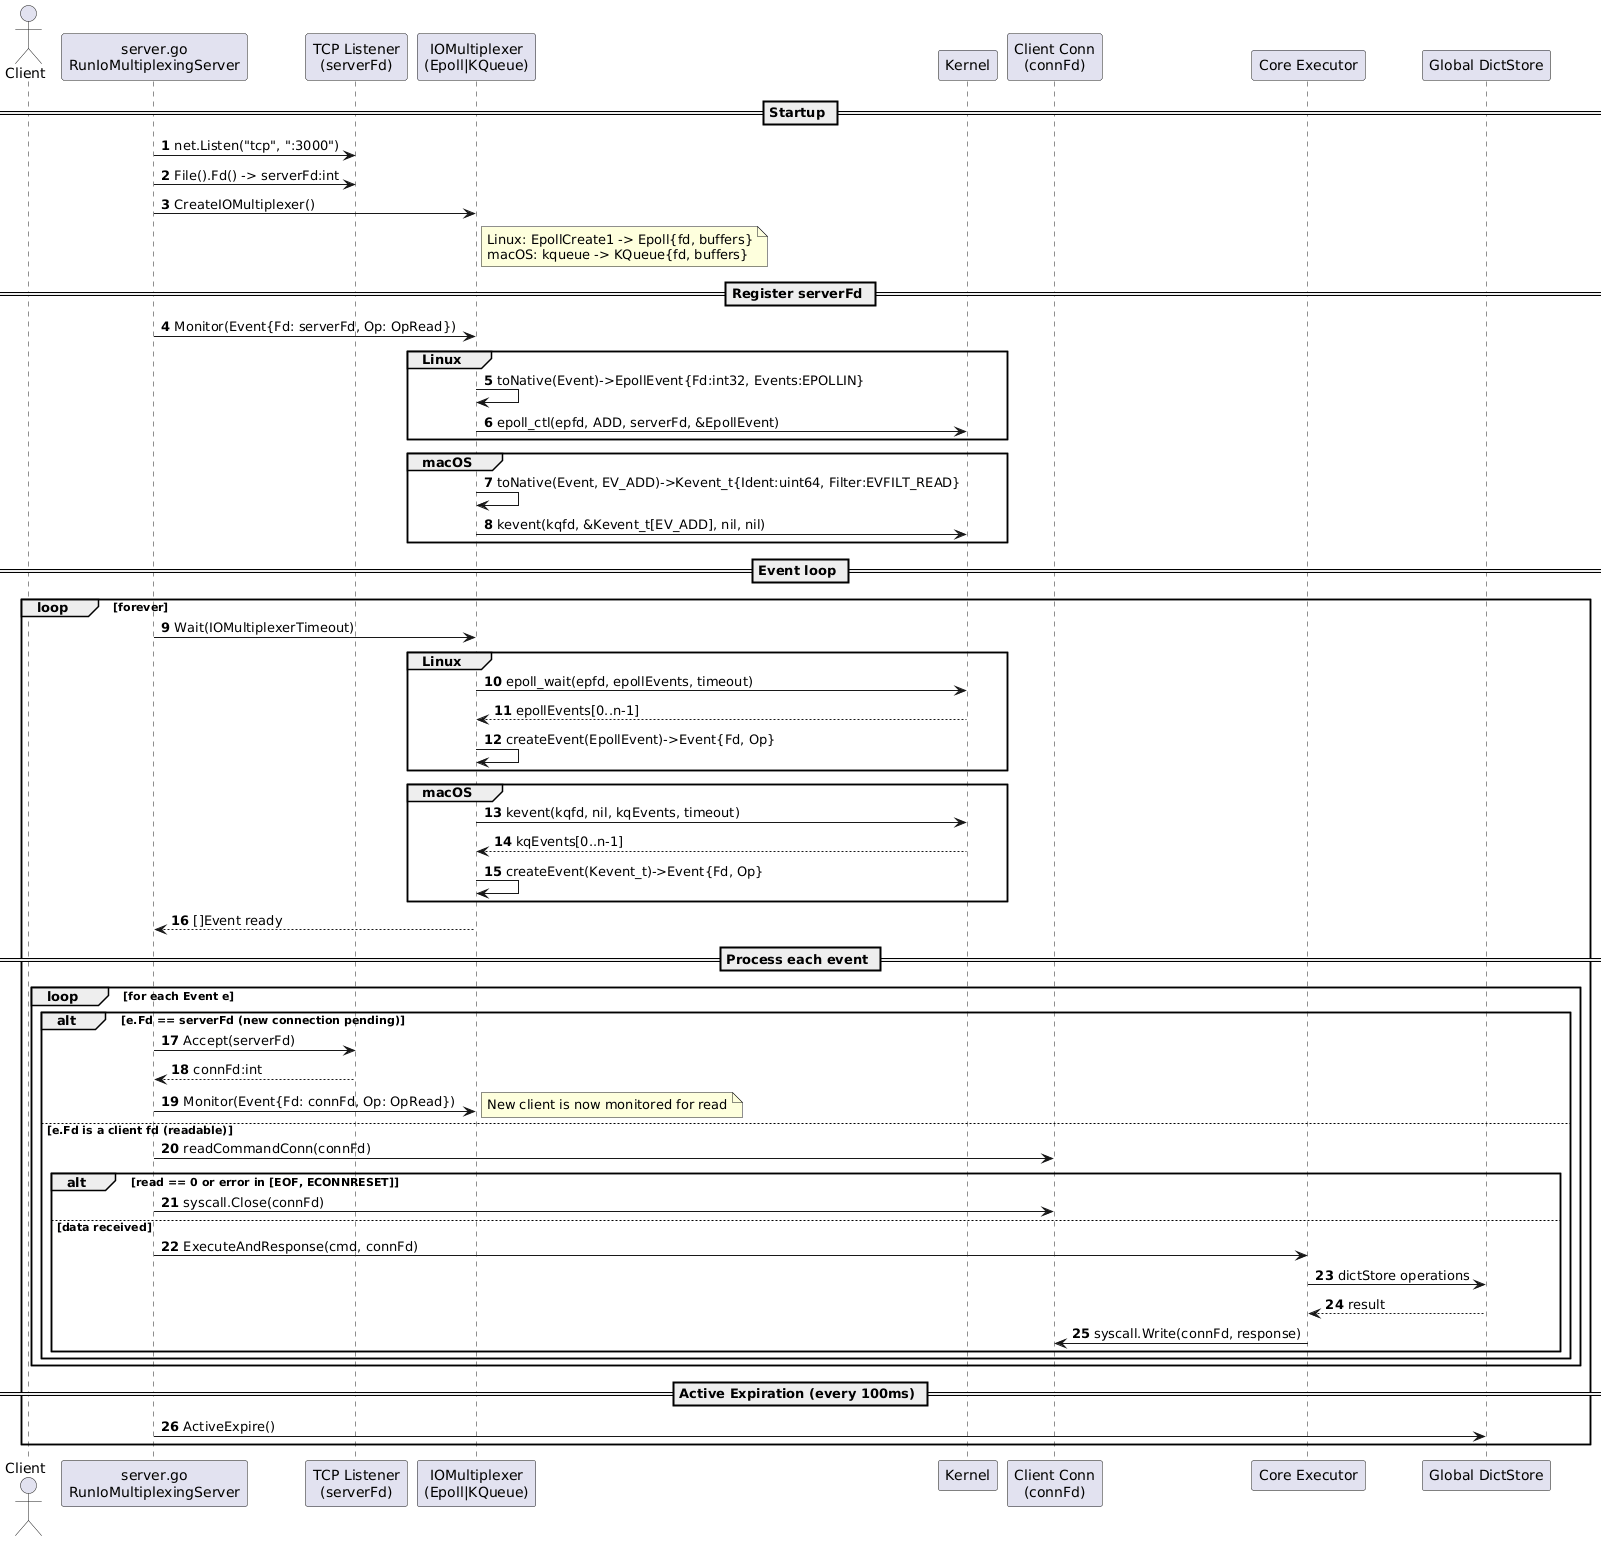 Client
server.go
RunIoMultiplexingServer
TCP Listener
(serverFd)
IOMultiplexer
(Epoll|KQueue)
Kernel
Client Conn
(connFd)
Core Executor
Global DictStore
Startup
1 net.Listen("tcp", ":3000")
2 File().Fd() -> serverFd:int
3 CreateIOMultiplexer()
Linux: EpollCreate1 -> Epoll{fd, buffers}
macOS: kqueue -> KQueue{fd, buffers}
Register serverFd
4 Monitor(Event{Fd: serverFd, Op: OpRead})
Linux
5 toNative(Event)->EpollEvent{Fd:int32, Events:EPOLLIN}
6 epoll_ctl(epfd, ADD, serverFd, &EpollEvent)
macOS
7 toNative(Event, EV_ADD)->Kevent_t{Ident:uint64, Filter:EVFILT_READ}
8 kevent(kqfd, &Kevent_t[EV_ADD], nil, nil)
Event loop
loop [forever]
9 Wait(IOMultiplexerTimeout)
Linux
10 epoll_wait(epfd, epollEvents, timeout)
11 epollEvents[0..n-1]
12 createEvent(EpollEvent)->Event{Fd, Op}
macOS
13 kevent(kqfd, nil, kqEvents, timeout)
14 kqEvents[0..n-1]
15 createEvent(Kevent_t)->Event{Fd, Op}
16 []Event ready
Process each event
loop [for each Event e]
alt [e.Fd == serverFd (new connection pending)]
17 Accept(serverFd)
18 connFd:int
19 Monitor(Event{Fd: connFd, Op: OpRead})
New client is now monitored for read
[e.Fd is a client fd (readable)]
20 readCommandConn(connFd)
alt [read == 0 or error in [EOF, ECONNRESET]]
21 syscall.Close(connFd)
[data received]
22 ExecuteAndResponse(cmd, connFd)
23 dictStore operations
24 result
25 syscall.Write(connFd, response)
Active Expiration (every 100ms)
26 ActiveExpire()
Client
server.go
RunIoMultiplexingServer
TCP Listener
(serverFd)
IOMultiplexer
(Epoll|KQueue)
Kernel
Client Conn
(connFd)
Core Executor
Global DictStore